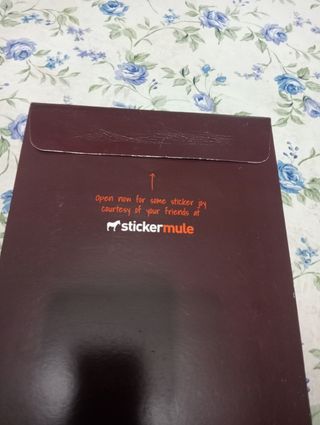 Open now for some sticker joy
courtesy of your friends at
stickermule